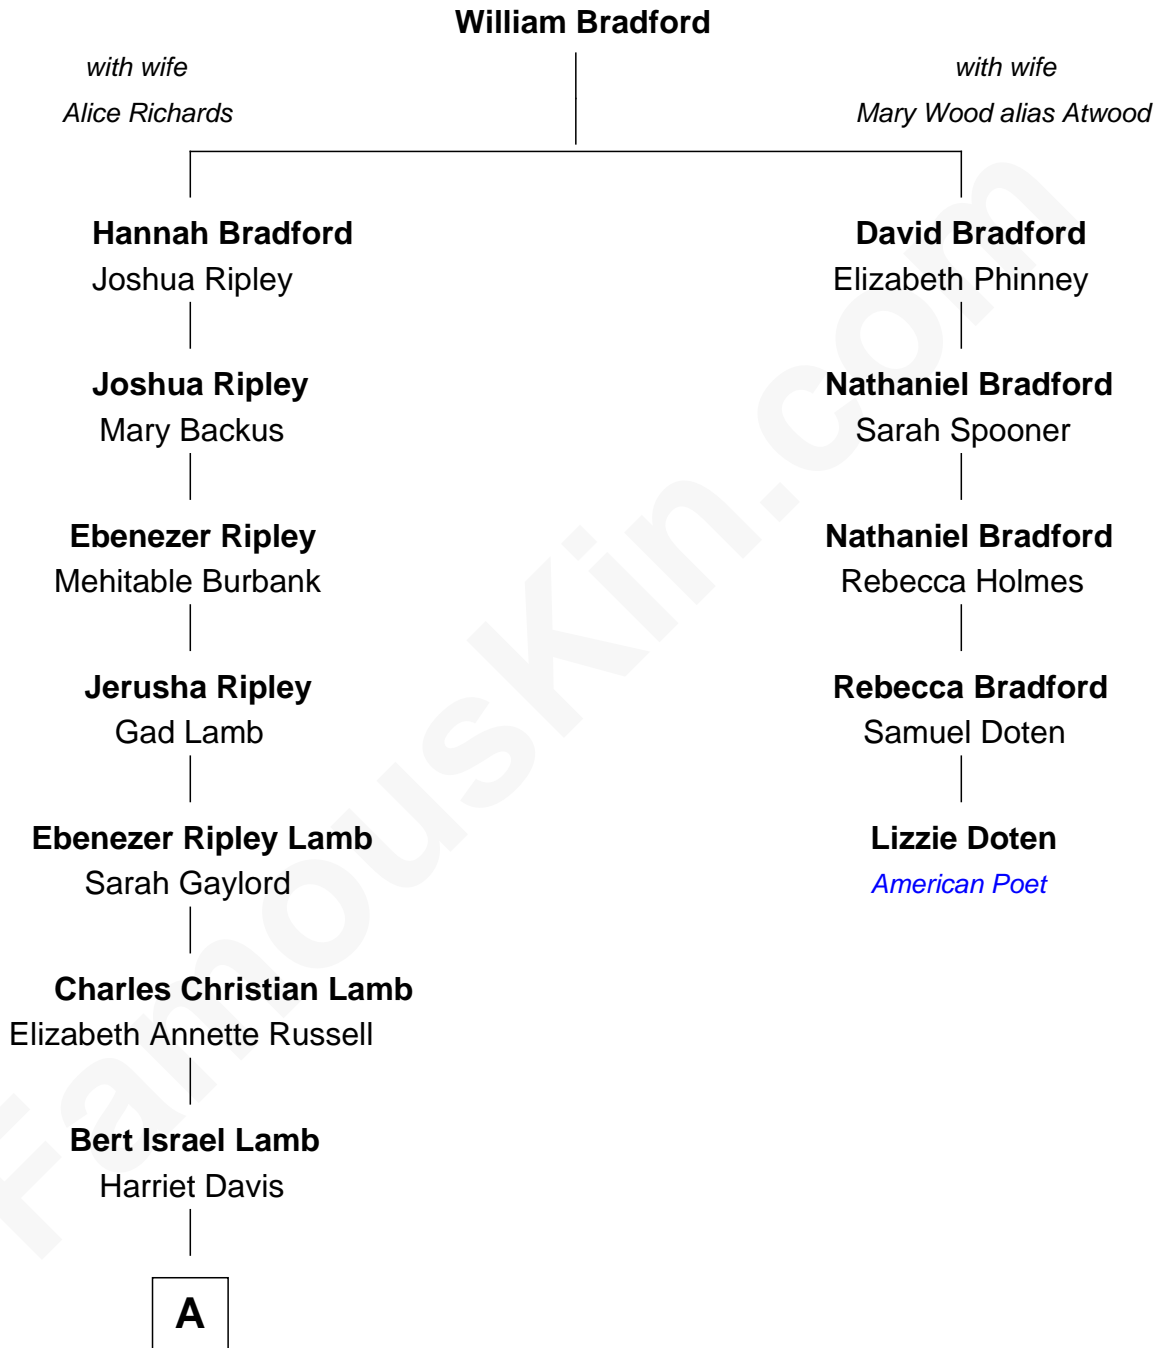 William Bradford
with wife
Alice Richards
with wife
Mary Wood alias Atwood
Hannah Bradford
Joshua Ripley
David Bradford
Elizabeth Phinney
Joshua Ripley
Mary Backus
Nathaniel Bradford
Sarah Spooner
Ebenezer Ripley
Mehitable Burbank
Nathaniel Bradford
Rebecca Holmes
Jerusha Ripley
Gad Lamb
Rebecca Bradford
Samuel Doten
Ebenezer Ripley Lamb
Sarah Gaylord
Lizzie Doten
American Poet
Charles Christian Lamb
Elizabeth Annette Russell
Bert Israel Lamb
Harriet Davis
A
FamousKin.com